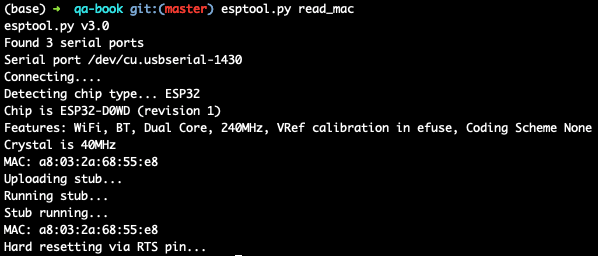 (base) ➜ qa-book git:(master) esptool.py read_mac
esptool.py v3.0
Found 3 serial ports
Serial port /dev/cu.usbserial-1430
Connecting....
Detecting chip type... ESP32
Chip is ESP32-D0WD (revision 1)
Features: WiFi, BT, Dual Core, 240MHz, VRef calibration in efuse, Coding Scheme None
Crystal is 40MHz
MAC: a8:03:2a:68:55:e8
Uploading stub...
Running stub...
Stub running...
MAC: a8:03:2a:68:55:e8
Hard resetting via RTS pin...